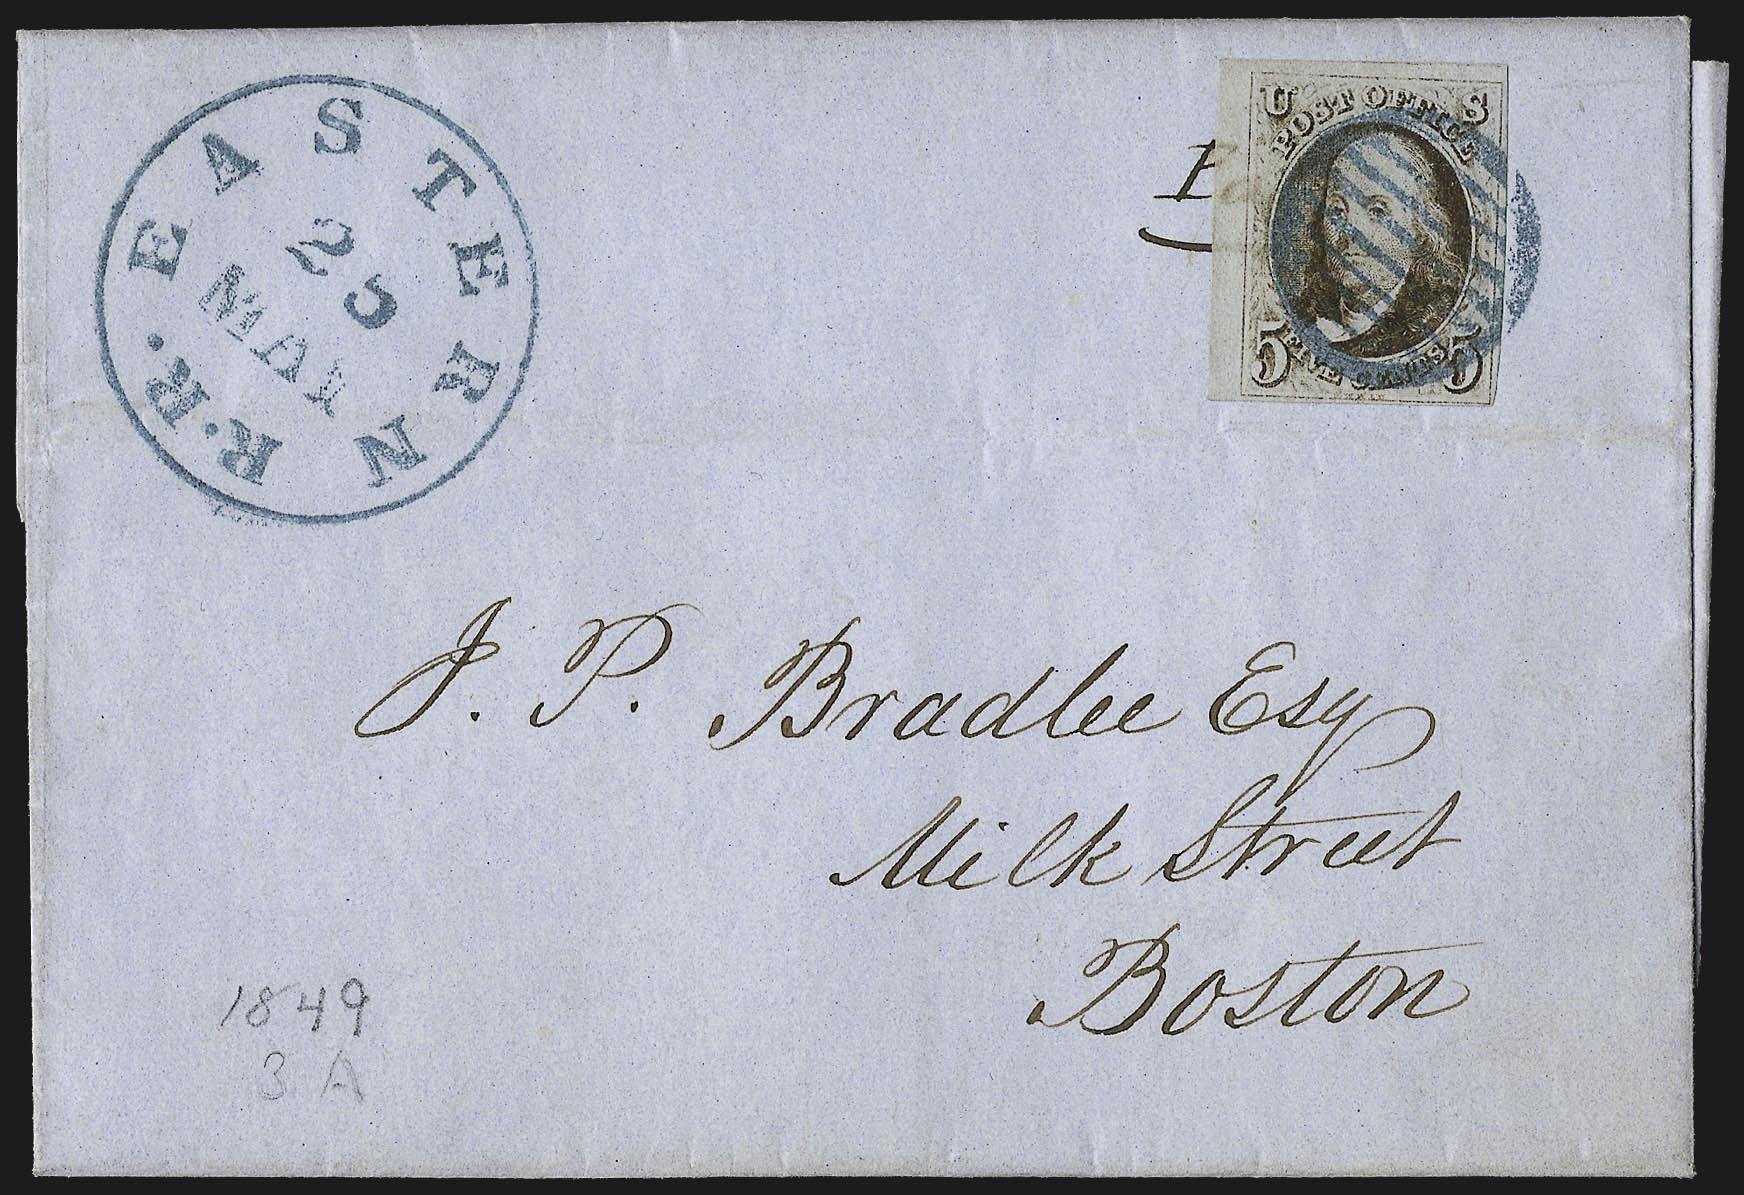 EASTERN R.R.
25
MAY
U S
POST OFFICE
5 FIVE CENTS 5
J. P. Bradlee Esq
Milk Street
Boston
1849
3 A